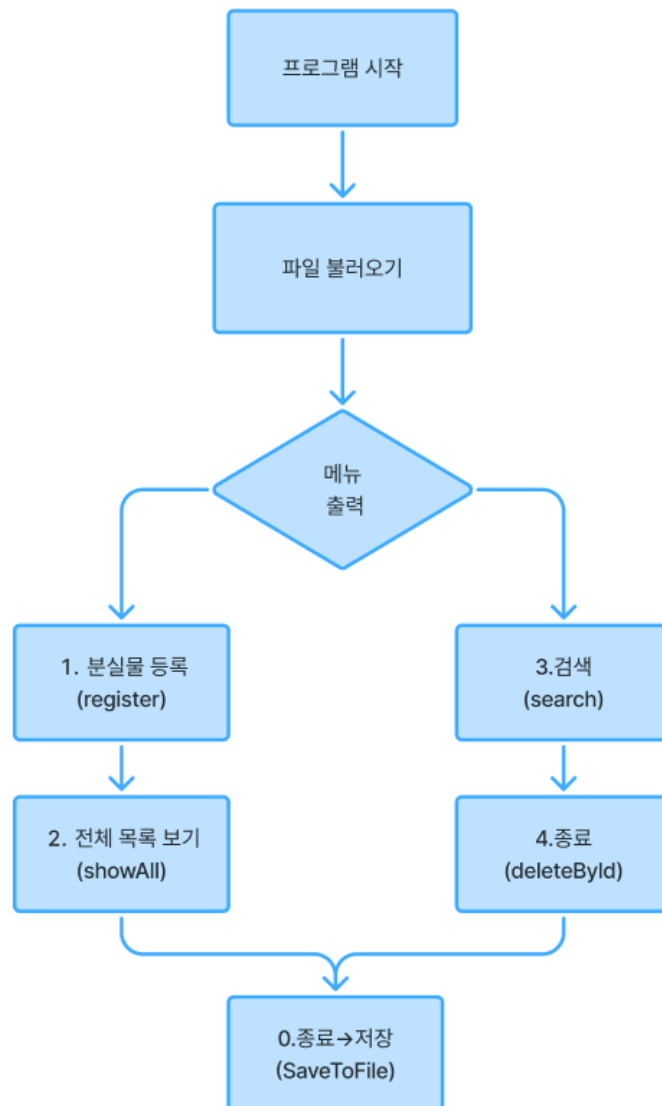 프로그램 시작
파일 불러오기
메뉴
출력
1. 분실물 등록
(register)
3.검색
(search)
2. 전체 목록 보기
(showAll)
4.종료
(deleteById)
0.종료→저장
(SaveToFile)